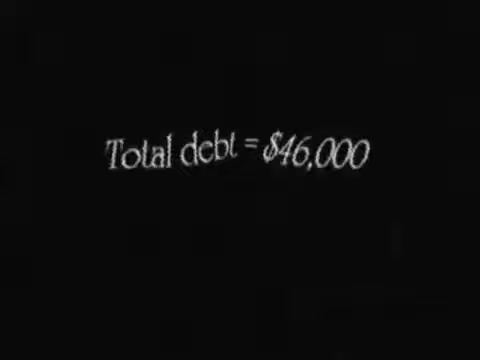 Total debt = $46,000